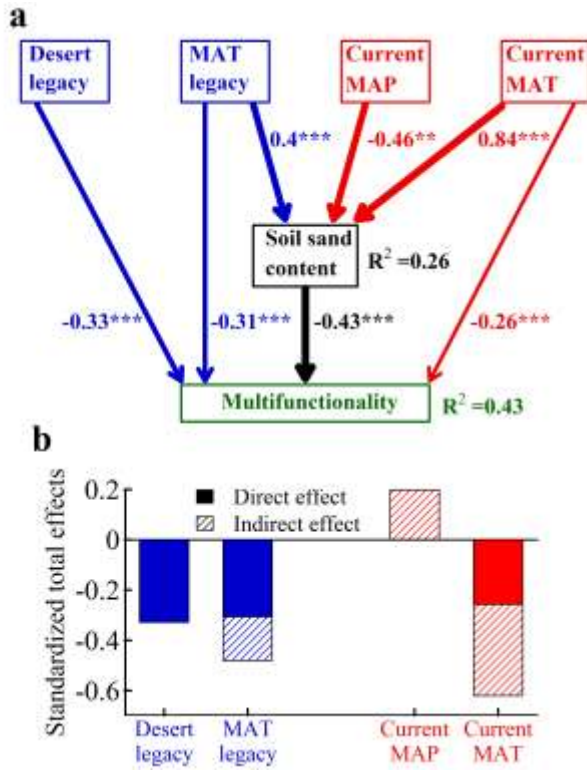 a
Desert legacy
MAT legacy
Current MAP
Current MAT
0.4***
-0.46**
0.84***
Soil sand content
R² =0.26
-0.33***
-0.31***
-0.43***
-0.26***
Multifunctionality
R² =0.43
b
Standardized total effects
0.2
0
-0.2
-0.4
-0.6
Direct effect
Indirect effect
Desert legacy
MAT legacy
Current MAP
Current MAT